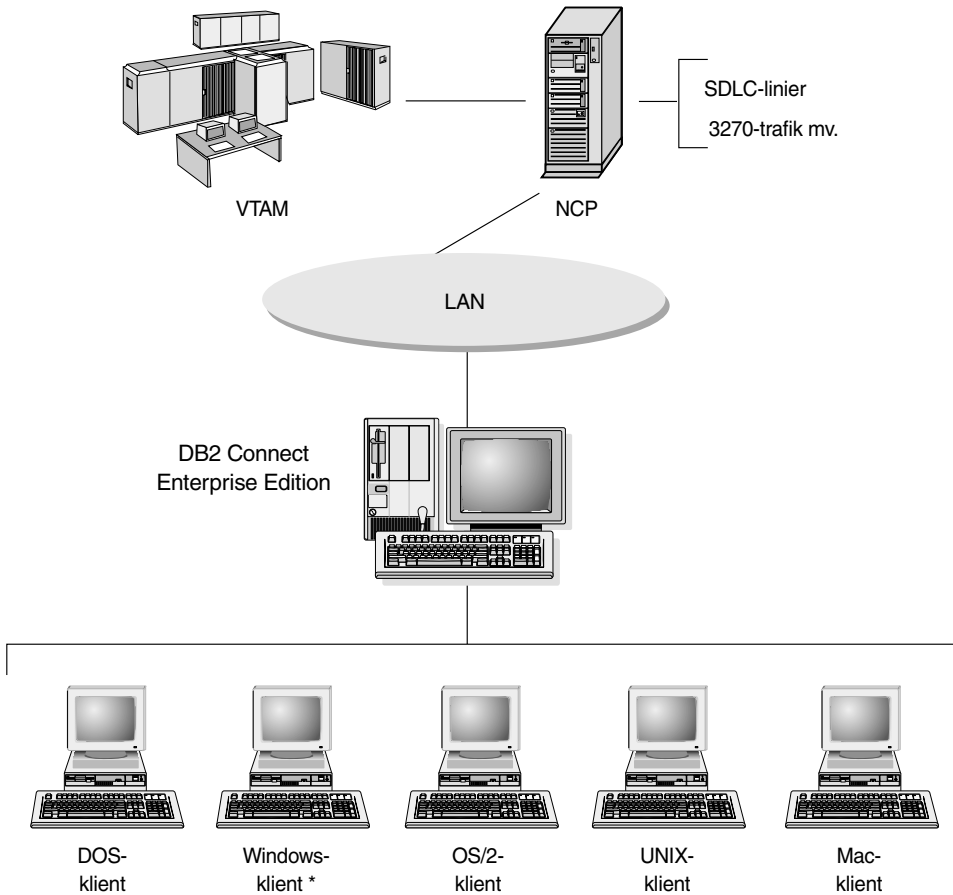 SDLC-linier
3270-trafik mv.
VTAM
NCP
LAN
DB2 Connect
Enterprise Edition
DOS-
klient
Windows-
klient *
OS/2-
klient
UNIX-
klient
Mac-
klient